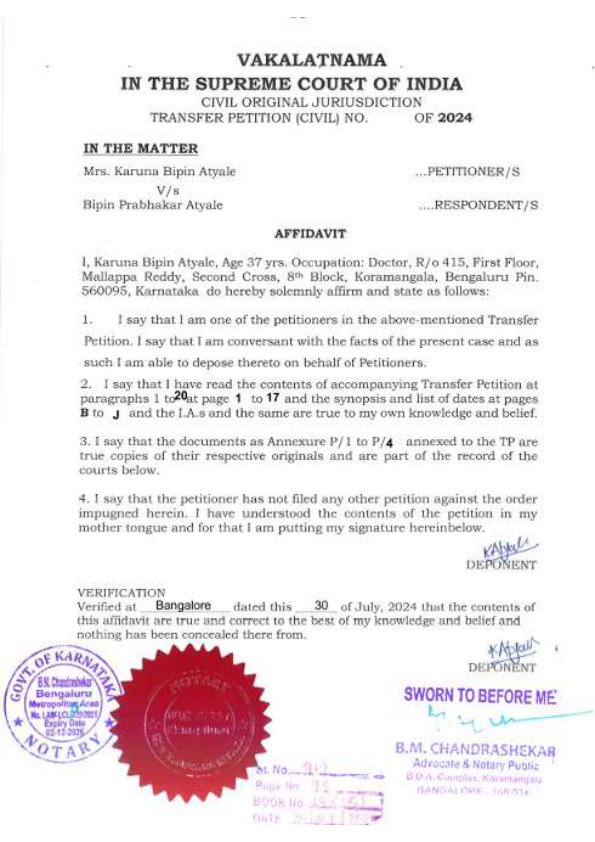 VAKALATNAMA
IN THE SUPREME COURT OF INDIA
CIVIL ORIGINAL JURIUSDICTION
TRANSFER PETITION (CIVIL) NO. OF 2024
IN THE MATTER
Mrs. Karuna Bipin Atyale ...PETITIONER/S
V/s
Bipin Prabhakar Atyale ....RESPONDENT/S
AFFIDAVIT
I, Karuna Bipin Atyale, Age 37 yrs. Occupation: Doctor, R/o 415, First Floor,
Mallappa Reddy, Second Cross, 8th Block, Koramangala, Bengaluru Pin.
560095, Karnataka do hereby solemnly affirm and state as follows:
1. I say that I am one of the petitioners in the above-mentioned Transfer
Petition. I say that I am conversant with the facts of the present case and as
such I am able to depose thereto on behalf of Petitioners.
2. I say that I have read the contents of accompanying Transfer Petition at
paragraphs 1 to 20 at page 1 to 17 and the synopsis and list of dates at pages
B to J and the I.A.s and the same are true to my own knowledge and belief.
3. I say that the documents as Annexure P/1 to P/4 annexed to the TP are
true copies of their respective originals and are part of the record of the
courts below.
4. I say that the petitioner has not filed any other petition against the order
impugned herein. I have understood the contents of the petition in my
mother tongue and for that I am putting my signature hereinbelow.
KAtyale
DEPONENT
VERIFICATION
Verified at Bangalore dated this 30 of July, 2024 that the contents of
this affidavit are true and correct to the best of my knowledge and belief and
nothing has been concealed there from.
KAtyale
DEPONENT
GOVT. OF KARNATAKA
B.N. Chandrashekar
Bengaluru
Metropolitan Area
Expiry Date
02-12-2026
NOTARY
NOTARY
SWORN TO BEFORE ME
B.M. CHANDRASHEKAR
Advocate & Notary Public
B.D.A. Complex, Koramangala
BANGALORE - 560 034
SL No.
Page No
BOOK No
DATE